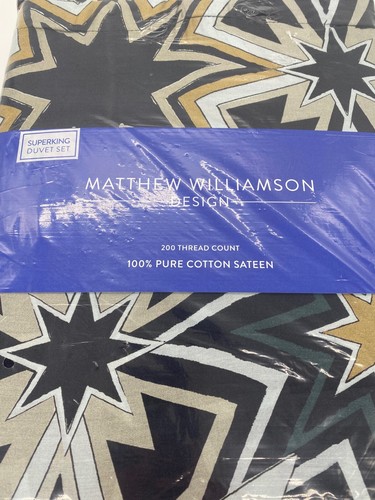 SUPERKING
DUVET SET
MATTHEW WILLIAMSON
DESIGN
200 THREAD COUNT
100% PURE COTTON SATEEN